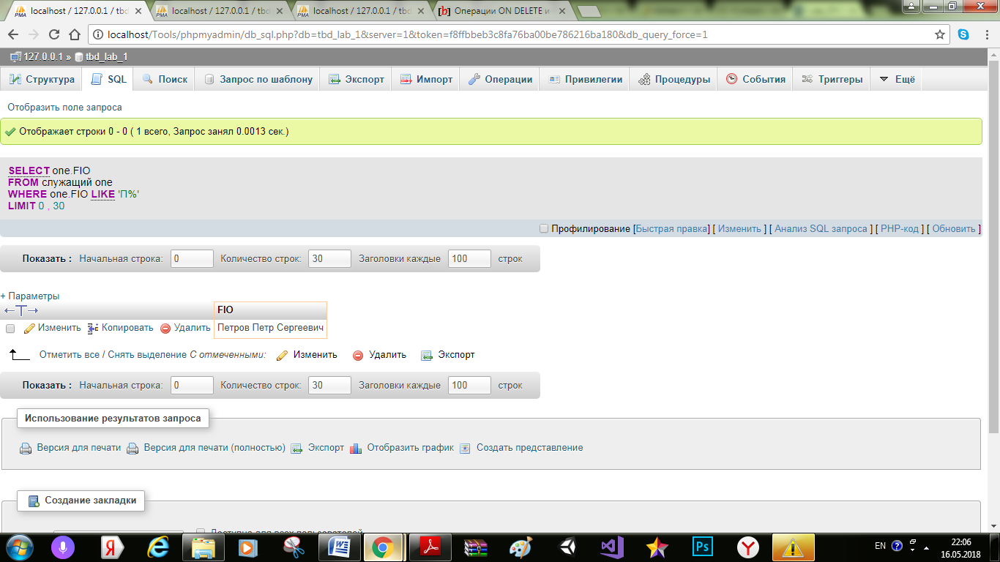 localhost / 127.0.0.1 / tbd
localhost / 127.0.0.1 / tbd
localhost / 127.0.0.1 / tbd
[b] Операции ON DELETE и
localhost/Tools/phpmyadmin/db_sql.php?db=tbd_lab_1&server=1&token=f8ffbbeb3c8fa76ba00be786216ba180&db_query_force=1
127.0.0.1 » tbd_lab_1
Структура SQL Поиск Запрос по шаблону Экспорт Импорт Операции Привилегии Процедуры События Триггеры Ещё
Отобразить поле запроса
Отображает строки 0 - 0 ( 1 всего, Запрос занял 0.0013 сек.)
SELECT one.FIO
FROM служащий one
WHERE one.FIO LIKE 'П%'
LIMIT 0 , 30
Профилирование [Быстрая правка] [ Изменить ] [ Анализ SQL запроса ] [ PHP-код ] [ Обновить ]
Показать : Начальная строка: 0 Количество строк: 30 Заголовки каждые 100 строк
+ Параметры
←T→ FIO
Изменить Копировать Удалить Петров Петр Сергеевич
Отметить все / Снять выделение С отмеченными: Изменить Удалить Экспорт
Показать : Начальная строка: 0 Количество строк: 30 Заголовки каждые 100 строк
Использование результатов запроса
Версия для печати Версия для печати (полностью) Экспорт Отобразить график Создать представление
Создание закладки
Доступно для всех пользователей
EN 22:06
16.05.2018